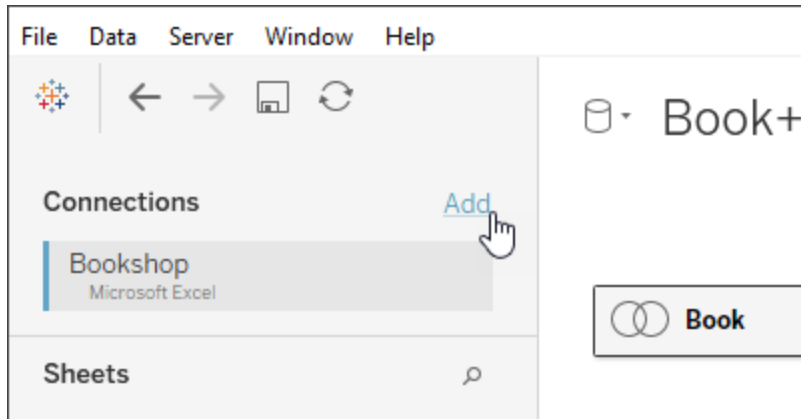 File Data Server Window Help
Book+
Connections Add
Bookshop
Microsoft Excel
Book
Sheets